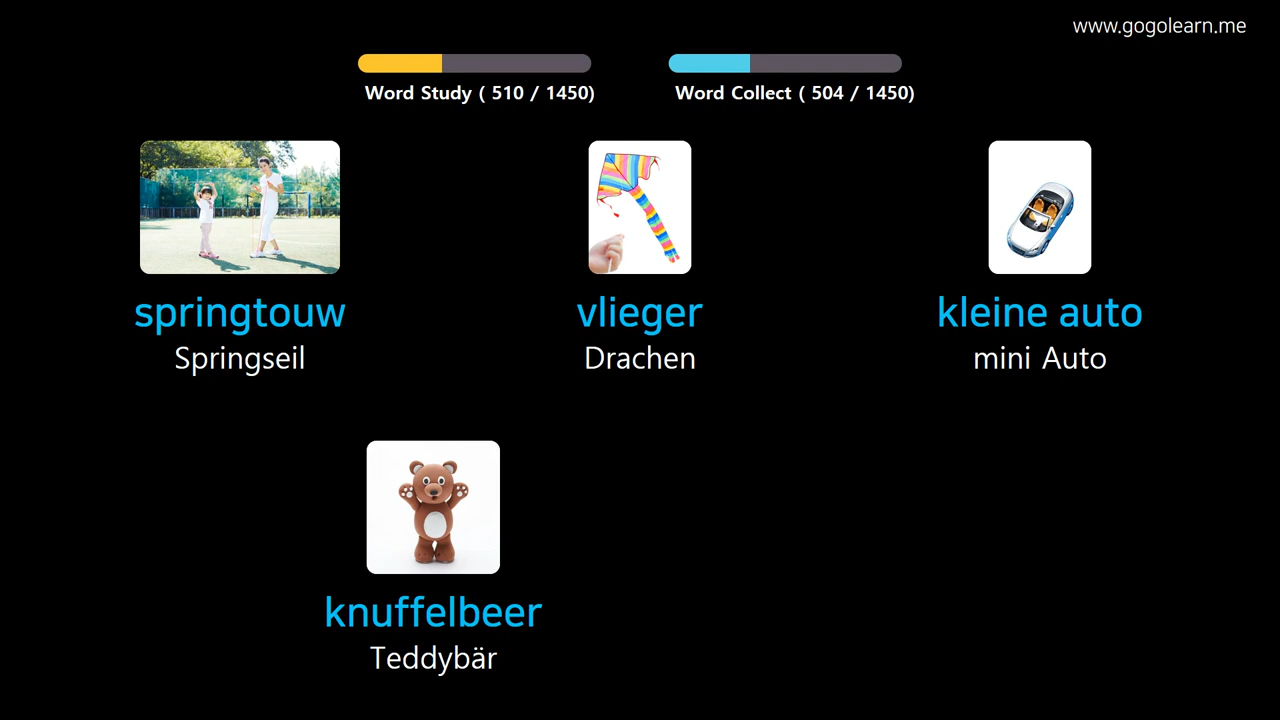 www.gogolearn.me
Word Study ( 510 / 1450)
Word Collect ( 504 / 1450)
springtouw
Springseil
vlieger
Drachen
kleine auto
mini Auto
knuffelbeer
Teddybär